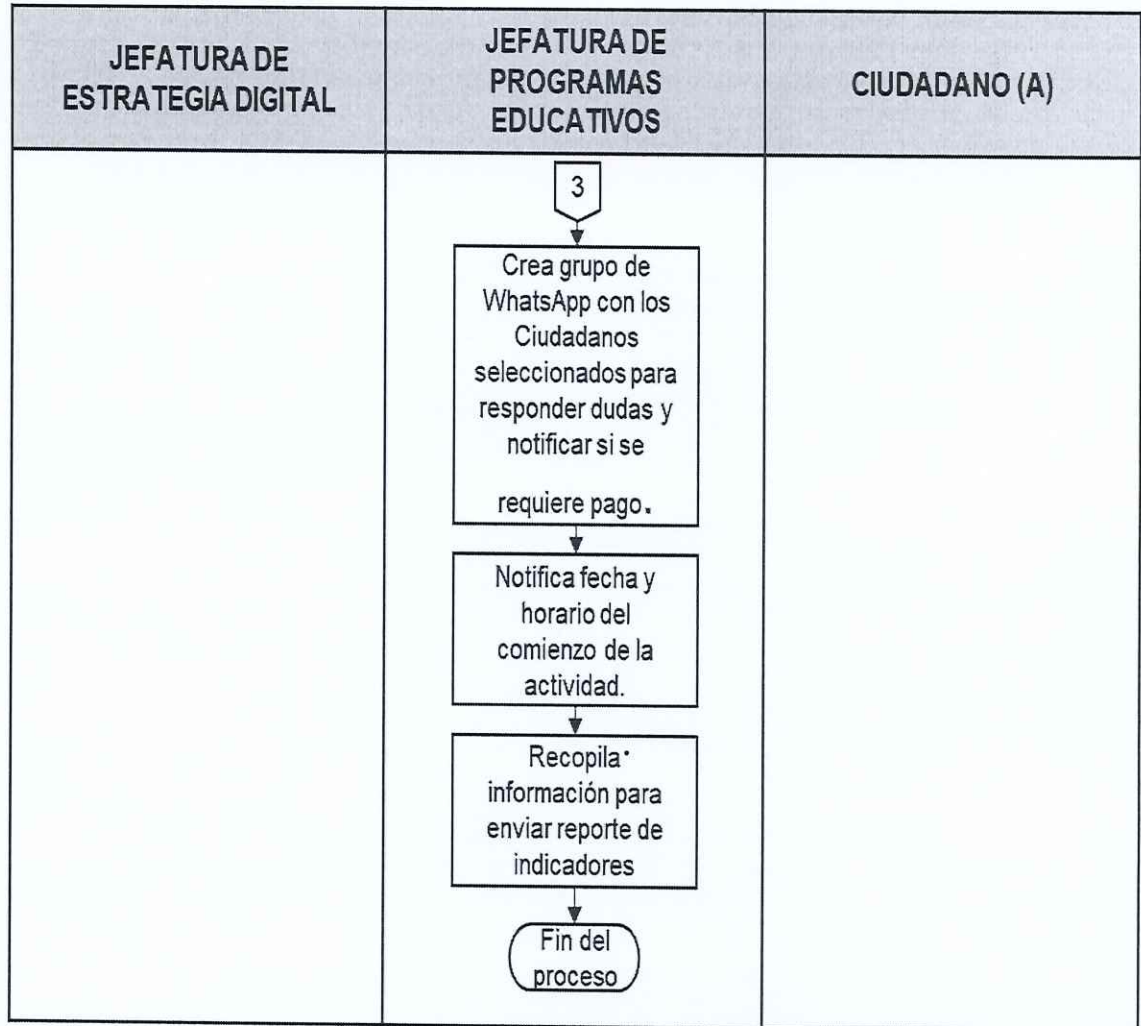 JEFATURA DE
ESTRATEGIA DIGITAL
JEFATURA DE
PROGRAMAS
EDUCATIVOS
CIUDADANO (A)
3
Crea grupo de
WhatsApp con los
Ciudadanos
seleccionados para
responder dudas y
notificar si se
requiere pago.
Notifica fecha y
horario del
comienzo de la
actividad.
Recopila
información para
enviar reporte de
indicadores
Fin del
proceso